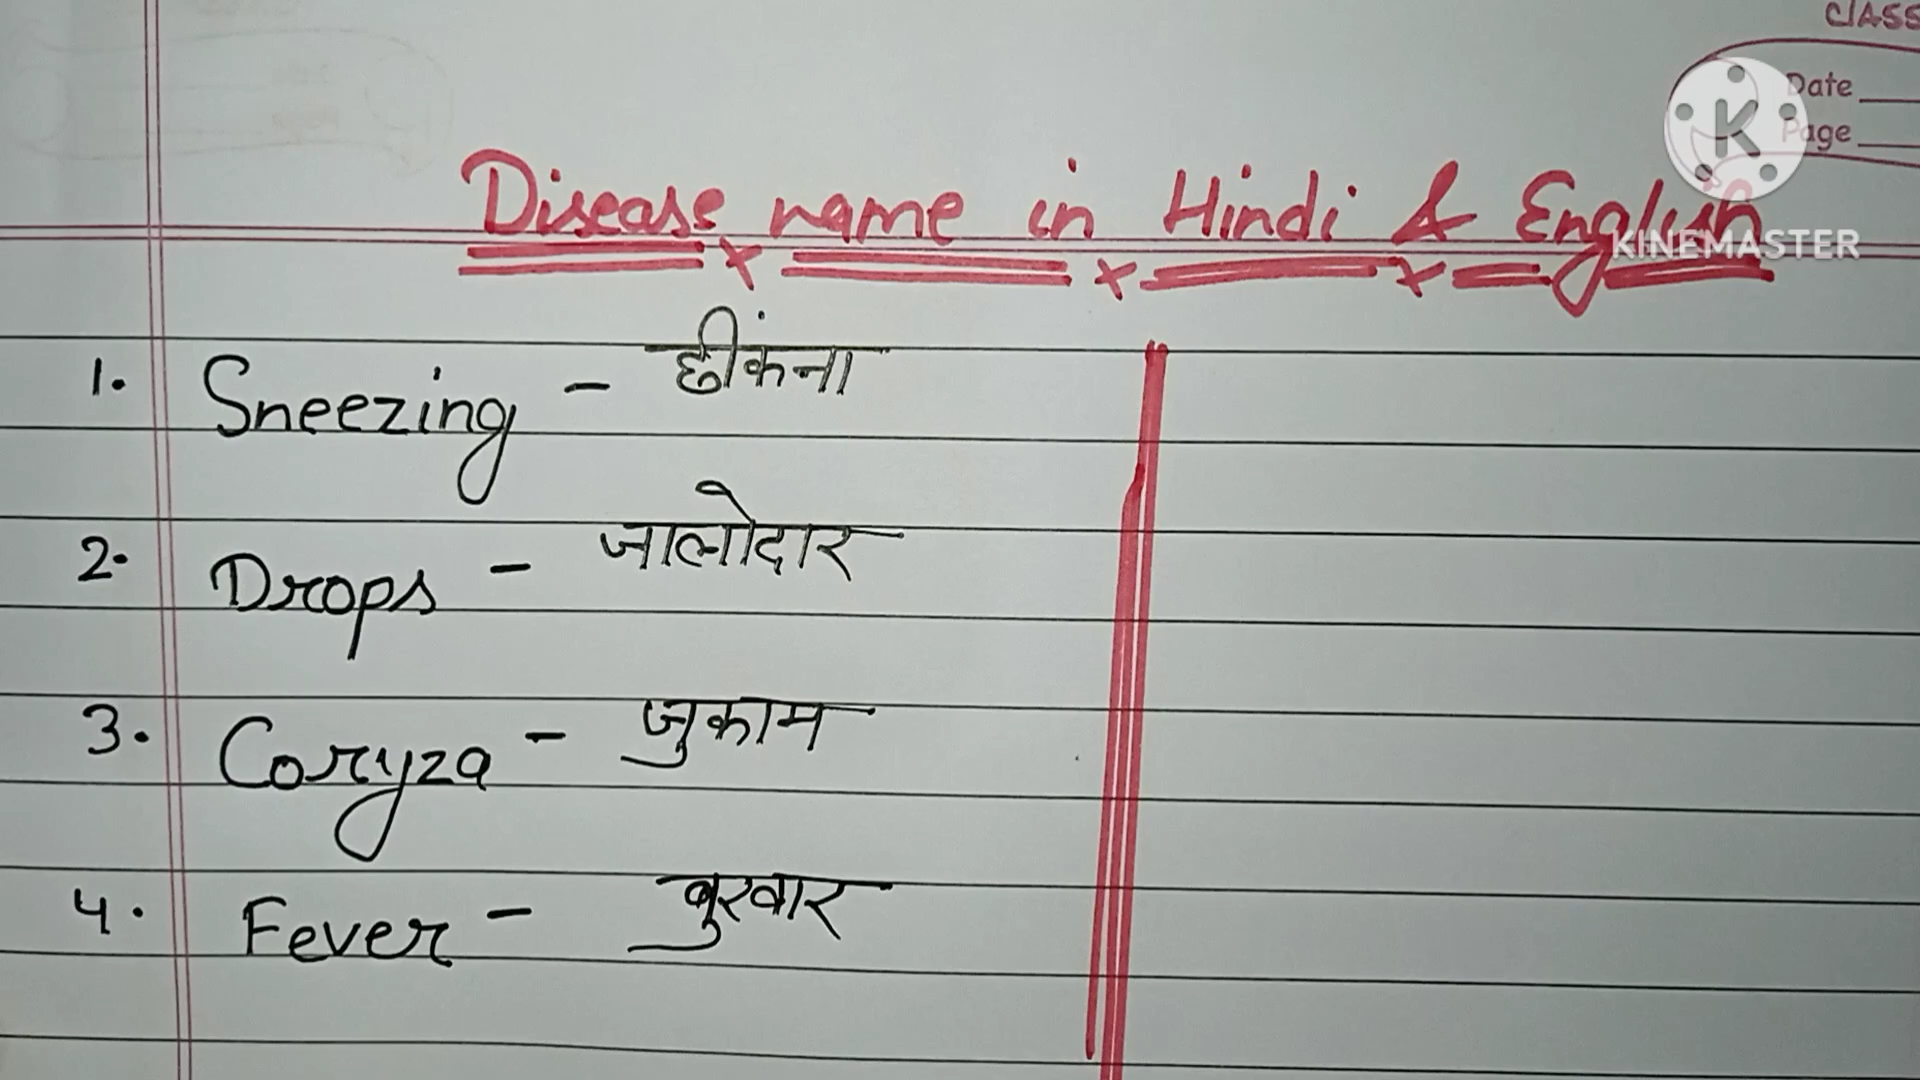 CLASS
Date
Page
Disease name in Hindi & English
KINEMASTER
1. Sneezing - छींकना
2. Drops - जालोदार
3. Coryza - जुकाम
4. Fever - बुखार